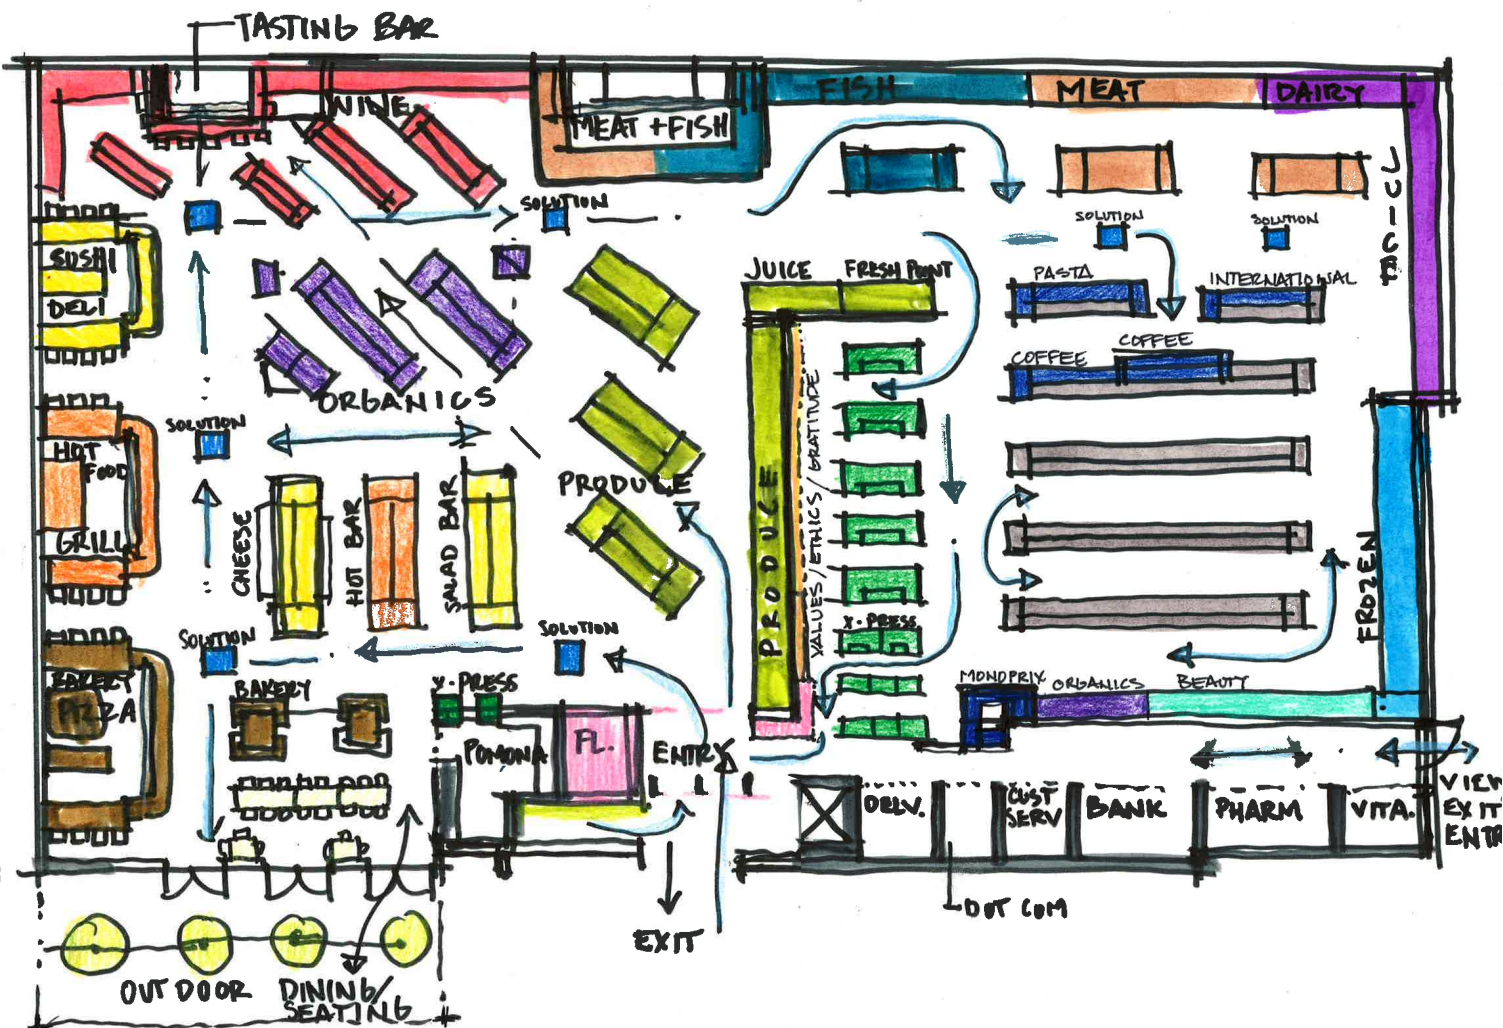 TASTING BAR
WINE
MEAT + FISH
FISH
MEAT
DAIRY
DAIRY
SOLUTION
SOLUTION
SOLUTION
SUSHI
DELI
JUICE
FRESH POINT
PASTA
INTERNATIONAL
COFFEE
COFFEE
ORGANICS
SOLUTION
HOT
FOOD
GRILL
CHEESE
HOT BAR
SALAD BAR
PRODUCE
PRODUCE
VALUES/ETHICS/GRATITUDE
FROZEN
X-PRESS
SOLUTION
SOLUTION
BAKERY
PIZZA
BAKERY
X-PRESS
MONOPRIX
ORGANICS
BEAUTY
POMONA
FL.
ENTRY
DELV.
CUST
SERV
BANK
PHARM
VITA.
VIEW
EXIT
ENTR
DOT COM
EXIT
OUTDOOR
DINING/
SEATING